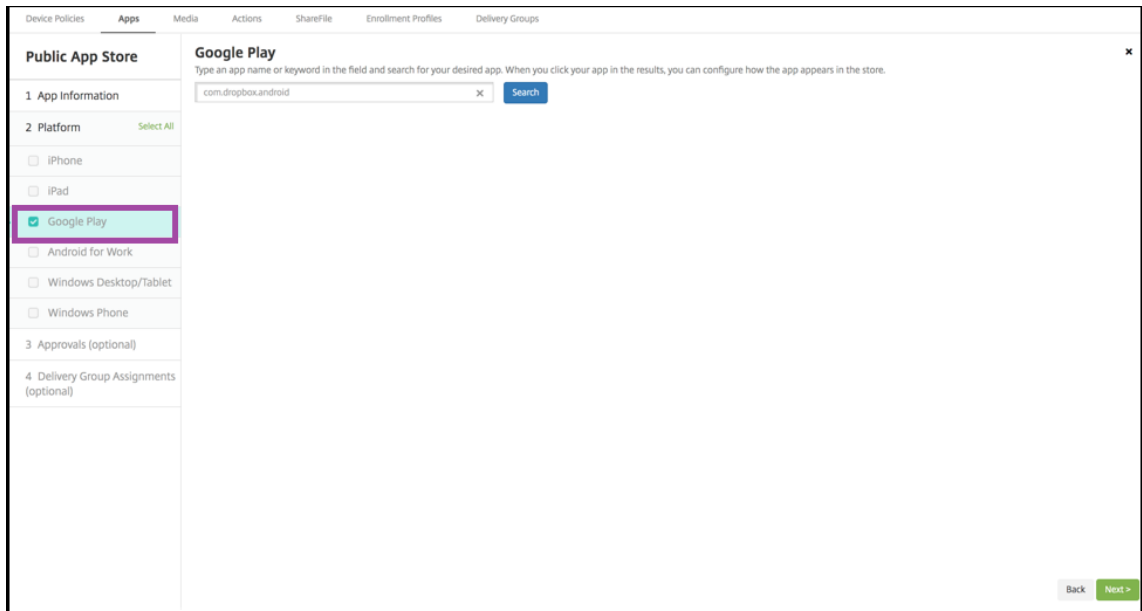 Device Policies Apps Media Actions ShareFile Enrollment Profiles Delivery Groups
Public App Store
1 App Information
2 Platform Select All
iPhone
iPad
Google Play
Android for Work
Windows Desktop/Tablet
Windows Phone
3 Approvals (optional)
4 Delivery Group Assignments
(optional)
Google Play
Type an app name or keyword in the field and search for your desired app. When you click your app in the results, you can configure how the app appears in the store.
com.dropbox.android Search
Back Next >